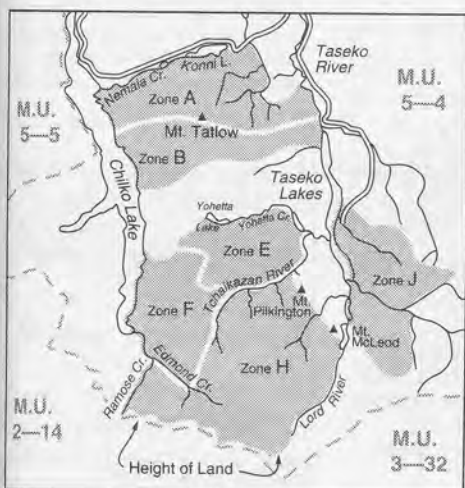 Taseko
River
Konni L.
Nemaia Cr.
Zone A
M.U.
5—5
M.U.
5—4
Mt. Tatlow
Zone B
Chilko Lake
Taseko
Lakes
Yohetta
Lake
Yohetta Cr.
Zone E
Tchaikazan River
Zone J
Mt.
Pilkington
Zone F
Mt.
McLeod
Edmond Cr.
Zone H
Ramose Cr.
Lord River
M.U.
2—14
M.U.
3—32
Height of Land